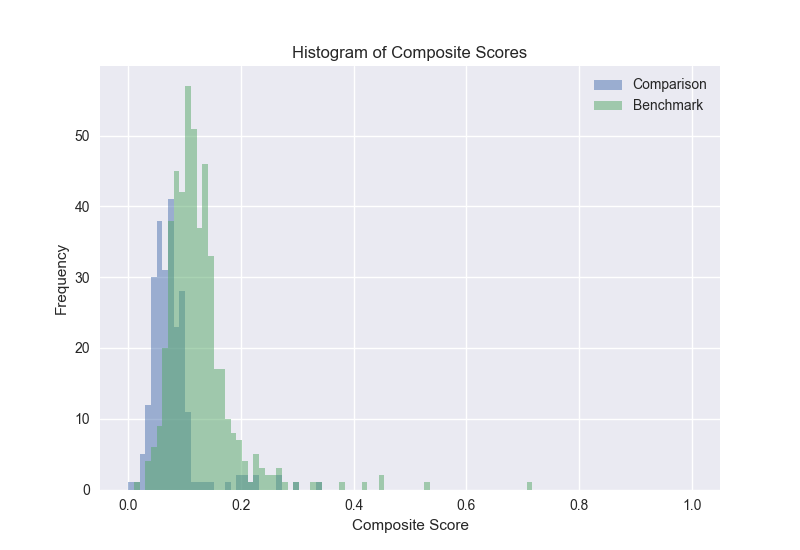 Histogram of Composite Scores
Comparison
Benchmark
50
40
30
20
10
0
Frequency
0.0 0.2 0.4 0.6 0.8 1.0
Composite Score